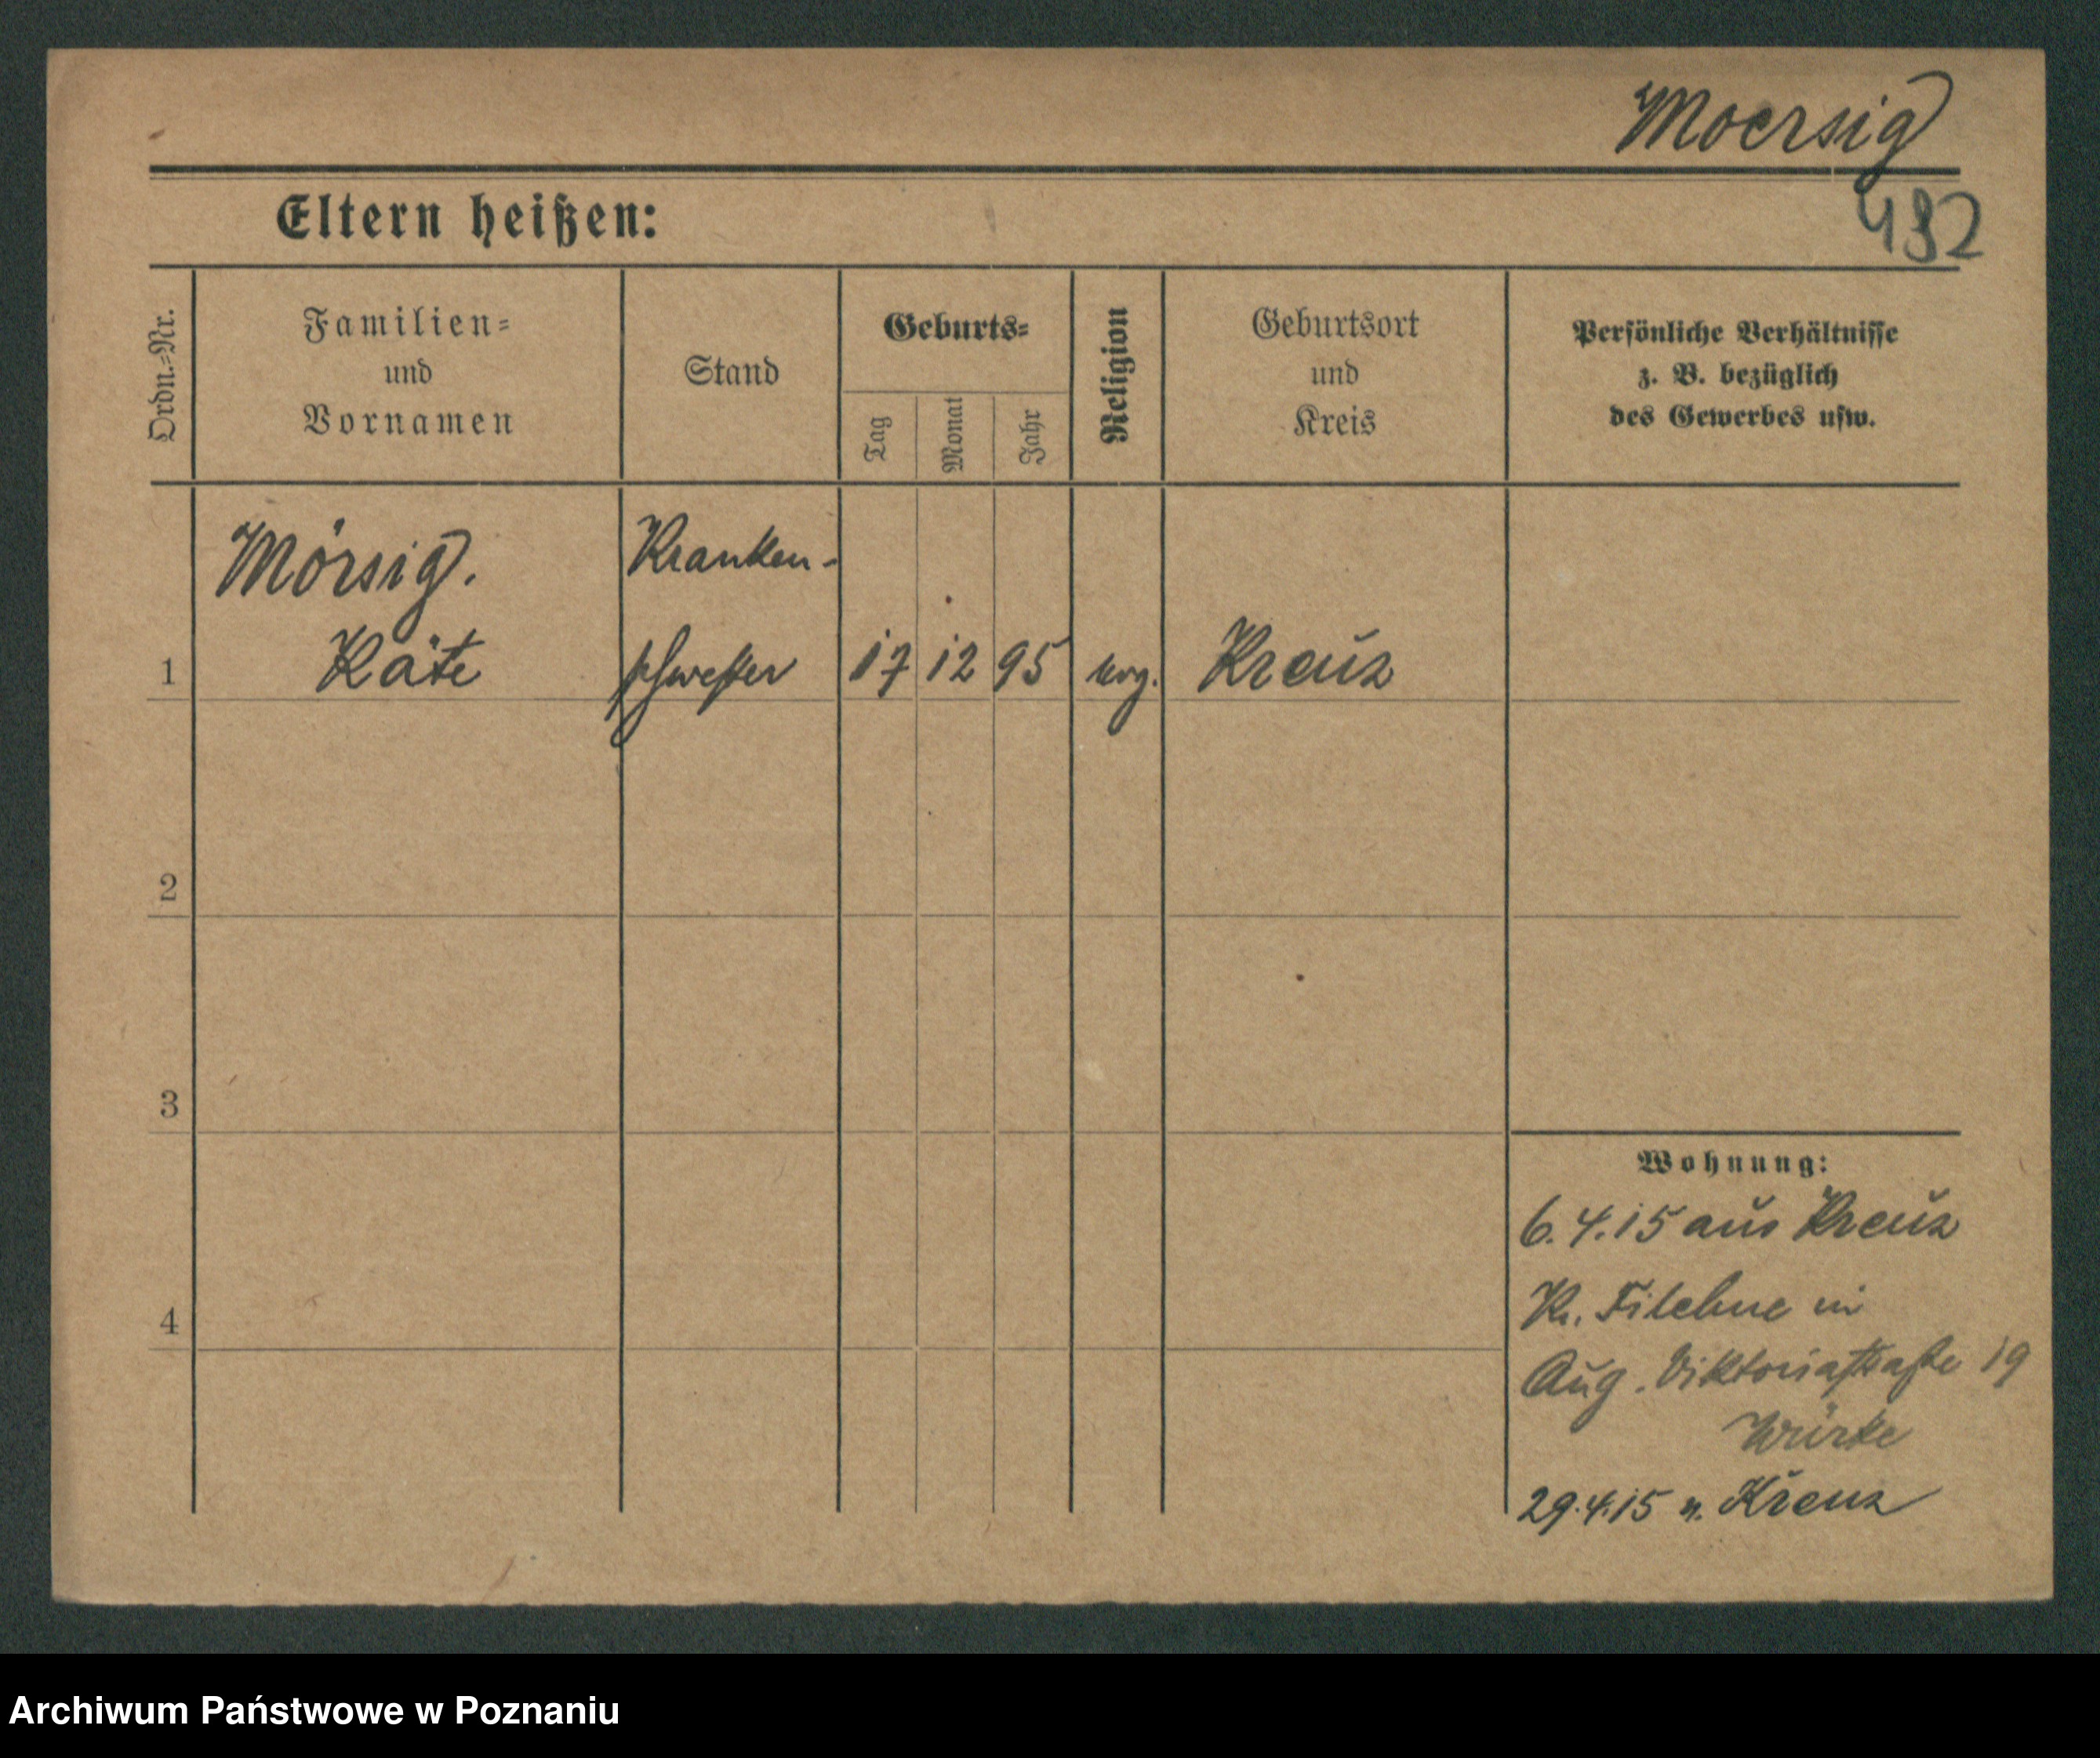 Moersig
482
Eltern heißen:
Ordn.-Nr.
Familien-
und
Vornamen
Stand
Geburts-
Tag
Monat
Jahr
Religion
Geburtsort
und
Kreis
Persönliche Verhältnisse
z. B. bezüglich
des Gewerbes usw.
Mörsig.
Kranken-
1 Käte schwester 17 12 95 evg. Kreuz
2
3
Wohnung:
6.4.15 aus Kreuz
4
Kr. Filehne in
Aug. Viktoriastraße 19
29.4.15 n. Kreuz
Archiwum Państwowe w Poznaniu